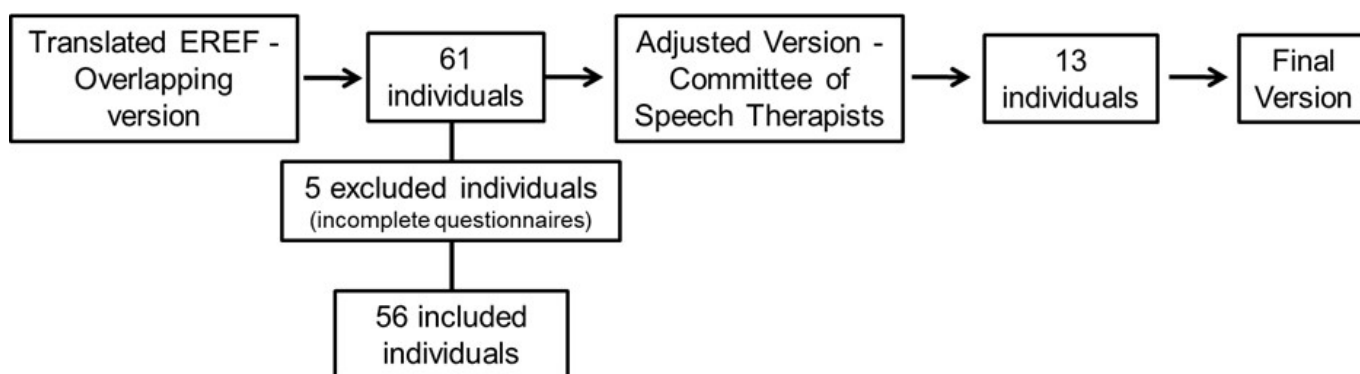 Translated EREF -
Overlapping
version
61
individuals
Adjusted Version -
Committee of
Speech Therapists
13
individuals
Final
Version
5 excluded individuals
(incomplete questionnaires)
56 included
individuals